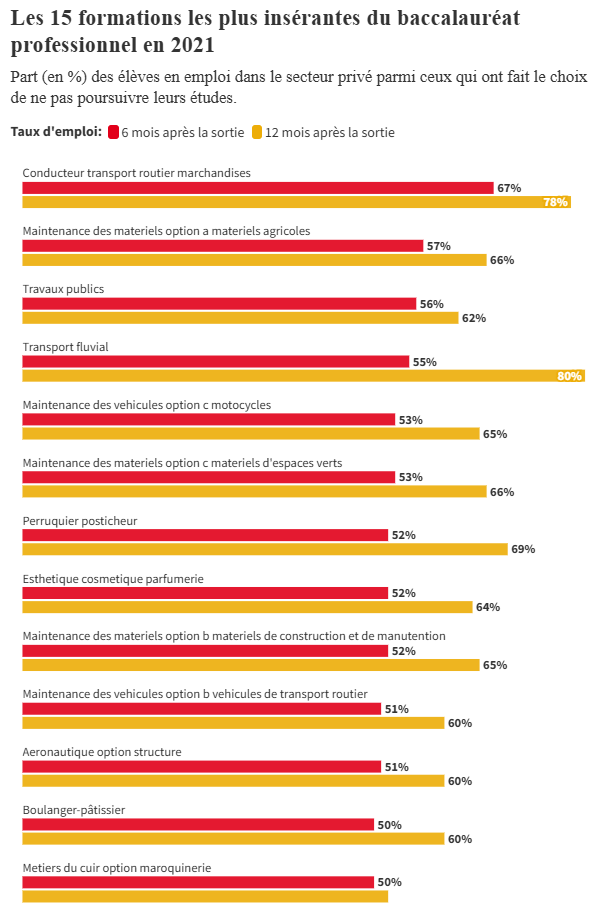 Les 15 formations les plus insérantes du baccalauréat
professionnel en 2021
Part (en %) des élèves en emploi dans le secteur privé parmi ceux qui ont fait le choix
de ne pas poursuivre leurs études.
Taux d'emploi: 6 mois après la sortie 12 mois après la sortie
Conducteur transport routier marchandises
67%
78%
Maintenance des materiels option a materiels agricoles
57%
66%
Travaux publics
56%
62%
Transport fluvial
55%
80%
Maintenance des vehicules option c motocycles
53%
65%
Maintenance des materiels option c materiels d'espaces verts
53%
66%
Perruquier posticheur
52%
69%
Esthetique cosmetique parfumerie
52%
64%
Maintenance des materiels option b materiels de construction et de manutention
52%
65%
Maintenance des vehicules option b vehicules de transport routier
51%
60%
Aeronautique option structure
51%
60%
Boulanger-pâtissier
50%
60%
Metiers du cuir option maroquinerie
50%